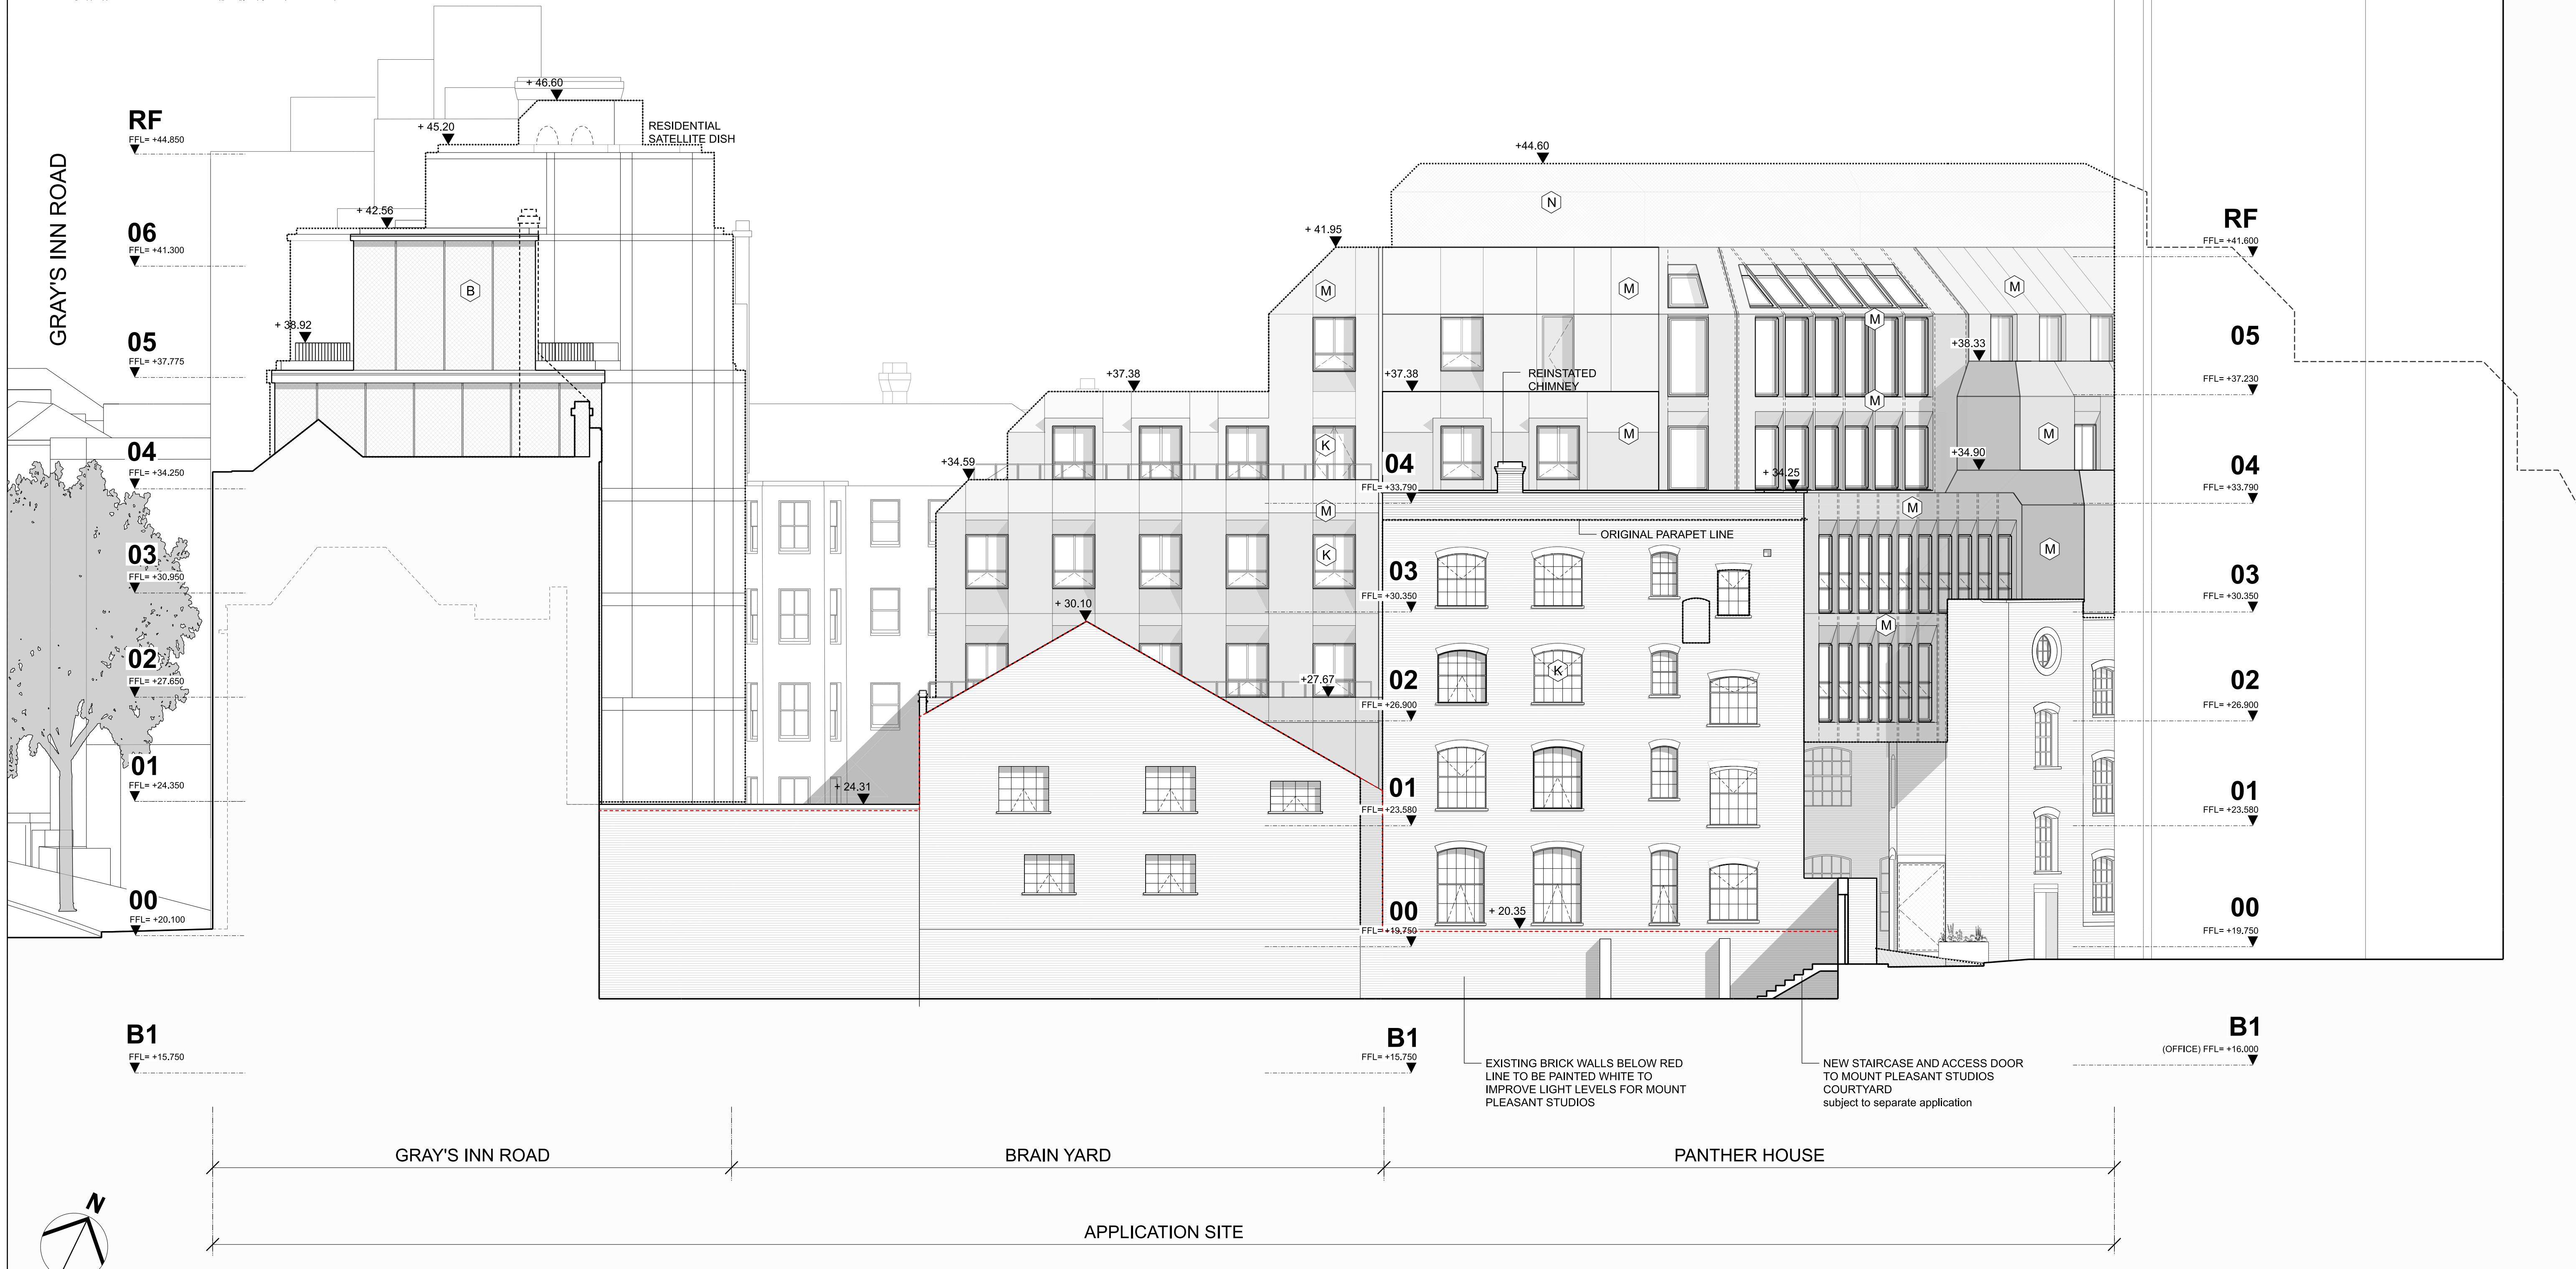 GRAY'S INN ROAD
RF
FFL= +44.850
06
FFL= +41.300
05
FFL= +37.775
04
FFL= +34.250
03
FFL= +30.950
02
FFL= +27.650
01
FFL= +24.350
00
FFL= +20.100
B1
FFL= +15.750
+ 46.60
+ 45.20
RESIDENTIAL
SATELLITE DISH
+ 42.56
B
+ 38.92
+ 24.31
+34.59
+37.38
+ 30.10
+27.67
+ 41.95
M
K
M
K
+44.60
N
M
+37.38
REINSTATED
CHIMNEY
M
+ 34.25
ORIGINAL PARAPET LINE
K
+ 20.35
M
M
M
M
M
+38.33
M
+34.90
M
M
04
FFL= +33.790
03
FFL= +30.350
02
FFL= +26.900
01
FFL= +23.580
00
FFL= +19.750
B1
FFL= +15.750
RF
FFL= +41.600
05
FFL= +37.230
04
FFL= +33.790
03
FFL= +30.350
02
FFL= +26.900
01
FFL= +23.580
00
FFL= +19.750
B1
(OFFICE) FFL= +16.000
EXISTING BRICK WALLS BELOW RED
LINE TO BE PAINTED WHITE TO
IMPROVE LIGHT LEVELS FOR MOUNT
PLEASANT STUDIOS
NEW STAIRCASE AND ACCESS DOOR
TO MOUNT PLEASANT STUDIOS
COURTYARD
subject to separate application
GRAY'S INN ROAD
BRAIN YARD
PANTHER HOUSE
APPLICATION SITE
N